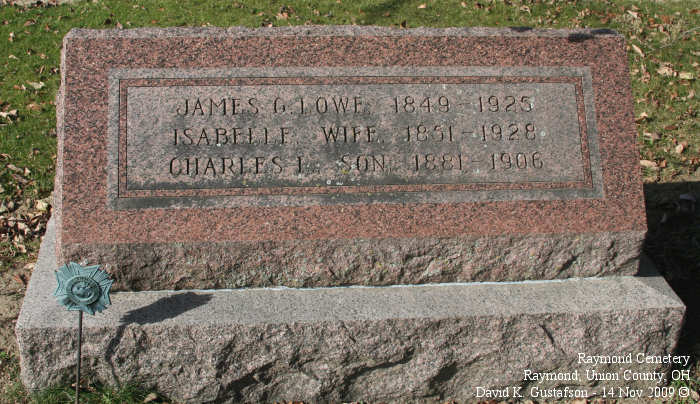 JAMES G. LOWE, 1849 - 1925
ISABELLE, WIFE, 1851 - 1928
CHARLES L., SON, 1881 - 1906
Raymond Cemetery
Raymond, Union County, OH
David K. Gustafson - 14 Nov 2009 ©